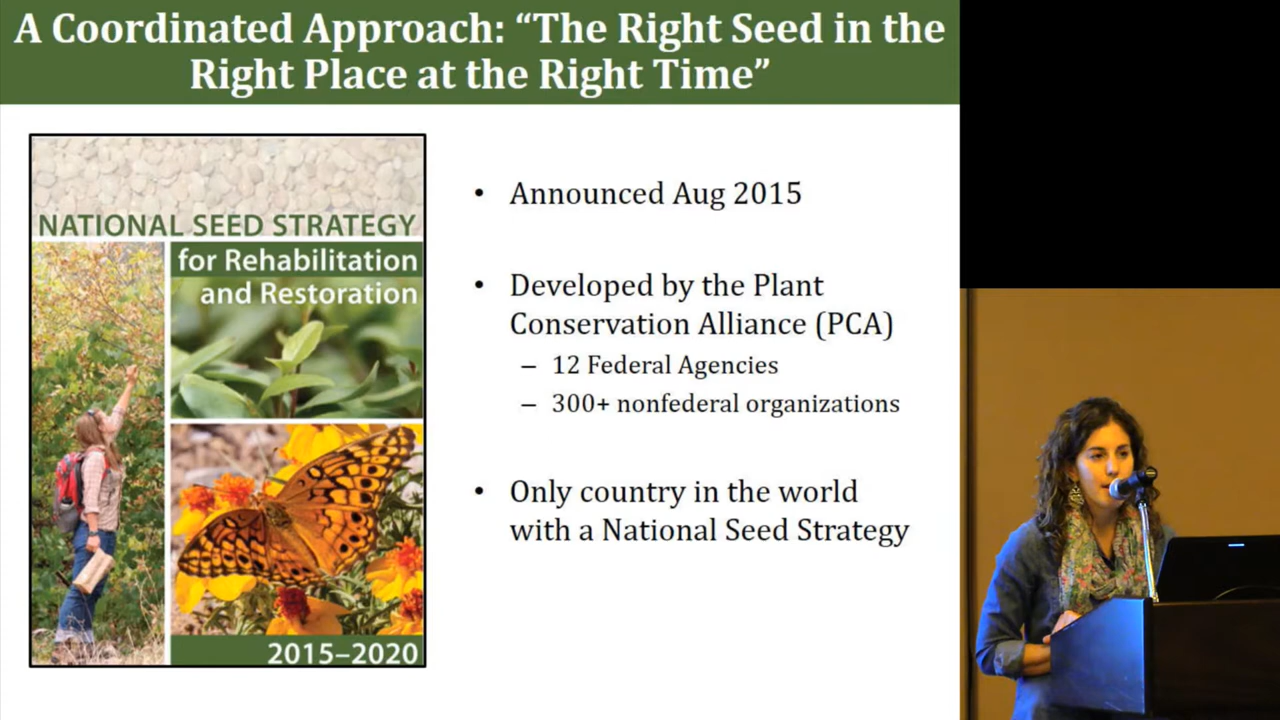 A Coordinated Approach: “The Right Seed in the
Right Place at the Right Time”
NATIONAL SEED STRATEGY
for Rehabilitation
and Restoration
2015–2020
• Announced Aug 2015
• Developed by the Plant
Conservation Alliance (PCA)
– 12 Federal Agencies
– 300+ nonfederal organizations
• Only country in the world
with a National Seed Strategy